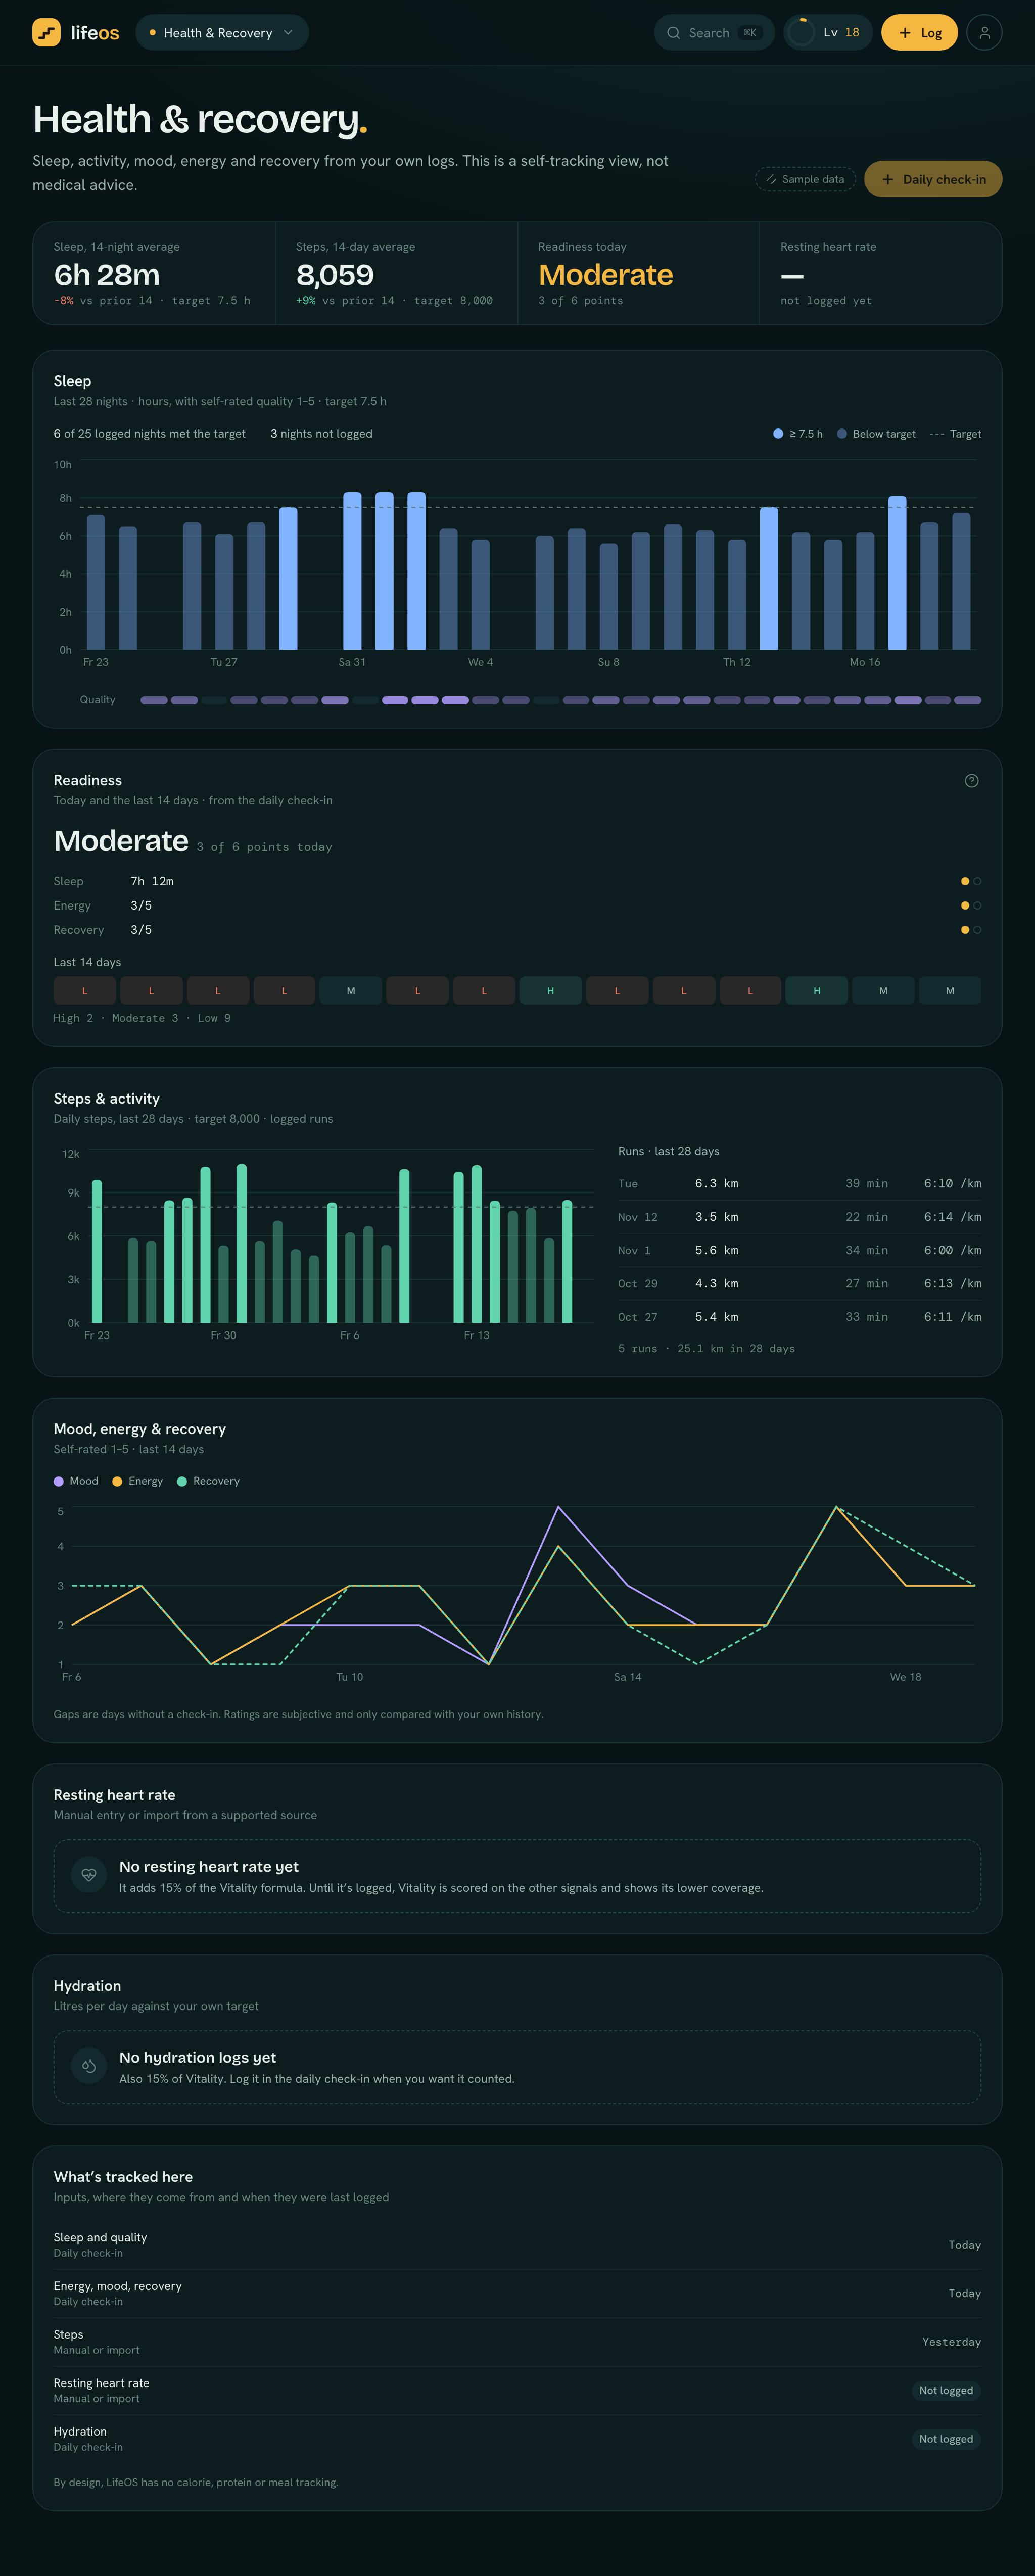 lifeos
Health & Recovery
Search ⌘K
Lv 18
+ Log
Health & recovery.
Sleep, activity, mood, energy and recovery from your own logs. This is a self-tracking view, not
medical advice.
Sample data
+ Daily check-in
Sleep, 14-night average
6h 28m
-8% vs prior 14 · target 7.5 h
Steps, 14-day average
8,059
+9% vs prior 14 · target 8,000
Readiness today
Moderate
3 of 6 points
Resting heart rate
—
not logged yet
Sleep
Last 28 nights · hours, with self-rated quality 1–5 · target 7.5 h
6 of 25 logged nights met the target 3 nights not logged
≥ 7.5 h Below target --- Target
10h
8h
6h
4h
2h
0h
Fr 23 Tu 27 Sa 31 We 4 Su 8 Th 12 Mo 16
Quality
Readiness
Today and the last 14 days · from the daily check-in
Moderate 3 of 6 points today
Sleep 7h 12m
Energy 3/5
Recovery 3/5
Last 14 days
L L L L M L L H L L L H M M
High 2 · Moderate 3 · Low 9
Steps & activity
Daily steps, last 28 days · target 8,000 · logged runs
12k
9k
6k
3k
0k
Fr 23 Fr 30 Fr 6 Fr 13
Runs · last 28 days
Tue 6.3 km 39 min 6:10 /km
Nov 12 3.5 km 22 min 6:14 /km
Nov 1 5.6 km 34 min 6:00 /km
Oct 29 4.3 km 27 min 6:13 /km
Oct 27 5.4 km 33 min 6:11 /km
5 runs · 25.1 km in 28 days
Mood, energy & recovery
Self-rated 1–5 · last 14 days
Mood Energy Recovery
5
4
3
2
1
Fr 6 Tu 10 Sa 14 We 18
Gaps are days without a check-in. Ratings are subjective and only compared with your own history.
Resting heart rate
Manual entry or import from a supported source
No resting heart rate yet
It adds 15% of the Vitality formula. Until it’s logged, Vitality is scored on the other signals and shows its lower coverage.
Hydration
Litres per day against your own target
No hydration logs yet
Also 15% of Vitality. Log it in the daily check-in when you want it counted.
What’s tracked here
Inputs, where they come from and when they were last logged
Sleep and quality
Daily check-in
Today
Energy, mood, recovery
Daily check-in
Today
Steps
Manual or import
Yesterday
Resting heart rate
Manual or import
Not logged
Hydration
Daily check-in
Not logged
By design, LifeOS has no calorie, protein or meal tracking.